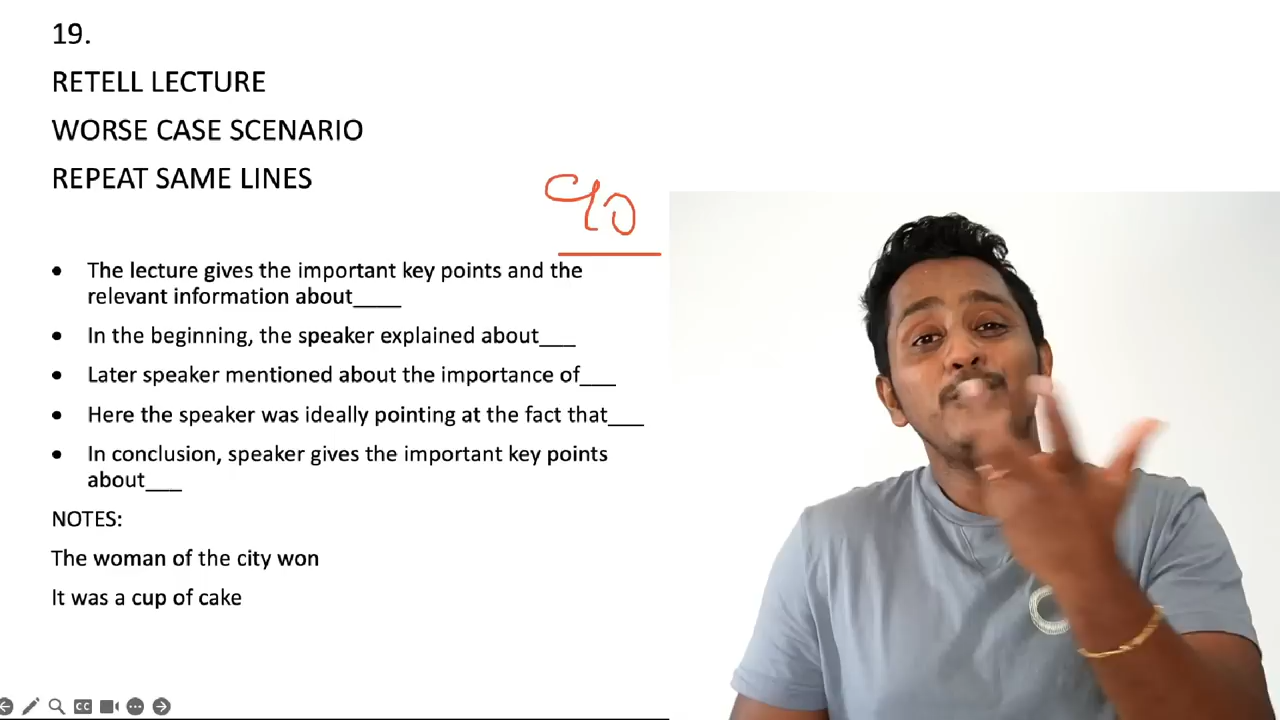 19.
RETELL LECTURE
WORSE CASE SCENARIO
REPEAT SAME LINES
90
• The lecture gives the important key points and the
relevant information about____
• In the beginning, the speaker explained about___
• Later speaker mentioned about the importance of___
• Here the speaker was ideally pointing at the fact that___
• In conclusion, speaker gives the important key points
about___
NOTES:
The woman of the city won
It was a cup of cake
CC